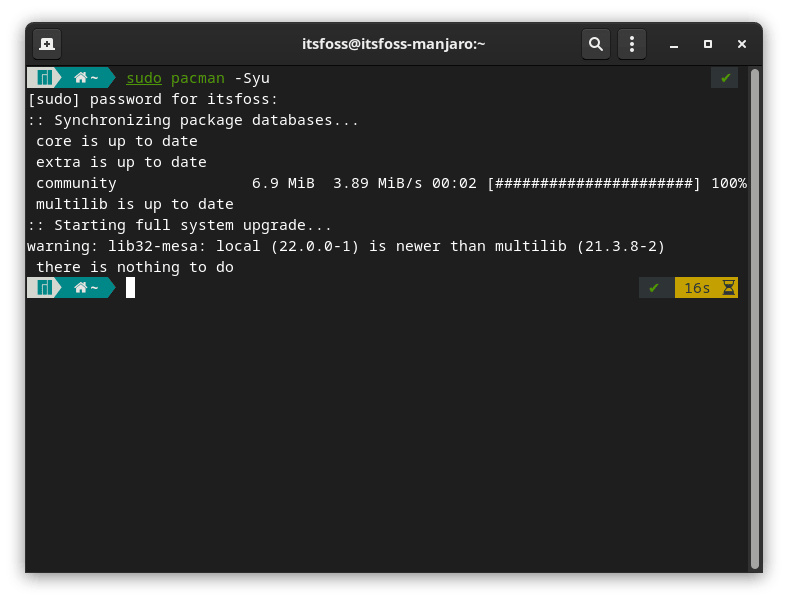 itsfoss@itsfoss-manjaro:~
~ sudo pacman -Syu ✔
[sudo] password for itsfoss:
:: Synchronizing package databases...
core is up to date
extra is up to date
community 6.9 MiB 3.89 MiB/s 00:02 [######################] 100%
multilib is up to date
:: Starting full system upgrade...
warning: lib32-mesa: local (22.0.0-1) is newer than multilib (21.3.8-2)
there is nothing to do
~ ✔ 16s